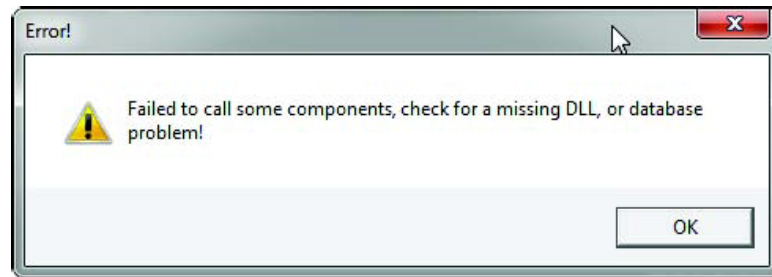 Error!
Failed to call some components, check for a missing DLL, or database
problem!
OK